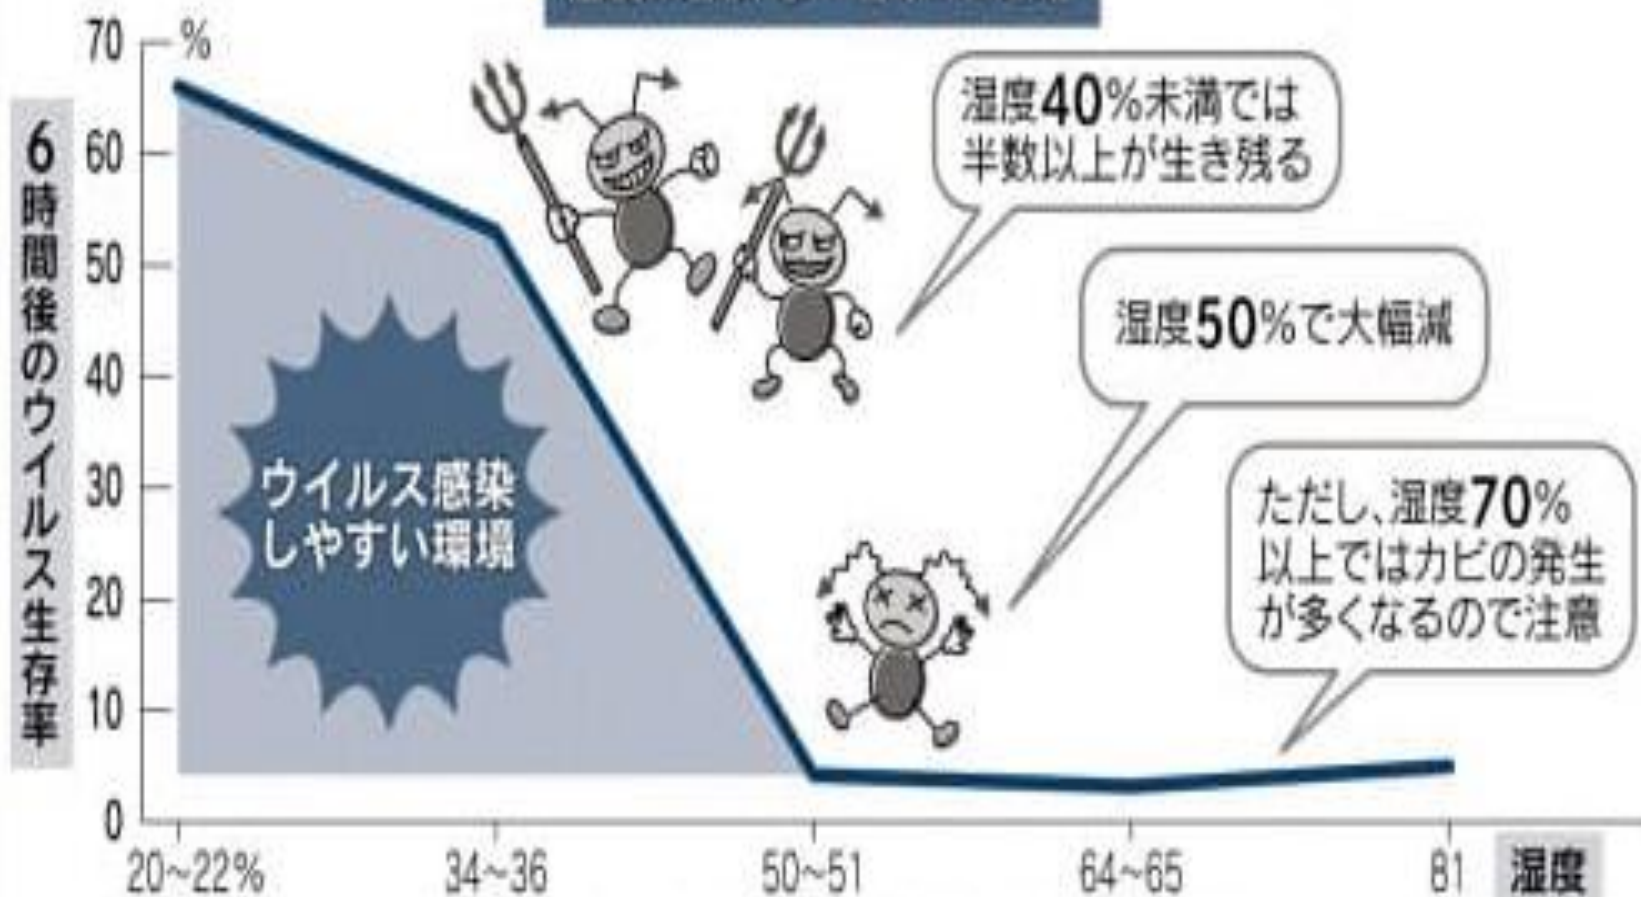 70 %
60
50
40
30
20
10
0
6時間後のウイルス生存率
湿度40%未満では
半数以上が生き残る
湿度50%で大幅減
ただし、湿度70%
以上ではカビの発生
が多くなるので注意
ウイルス感染
しやすい環境
20~22% 34~36 50~51 64~65 81 湿度